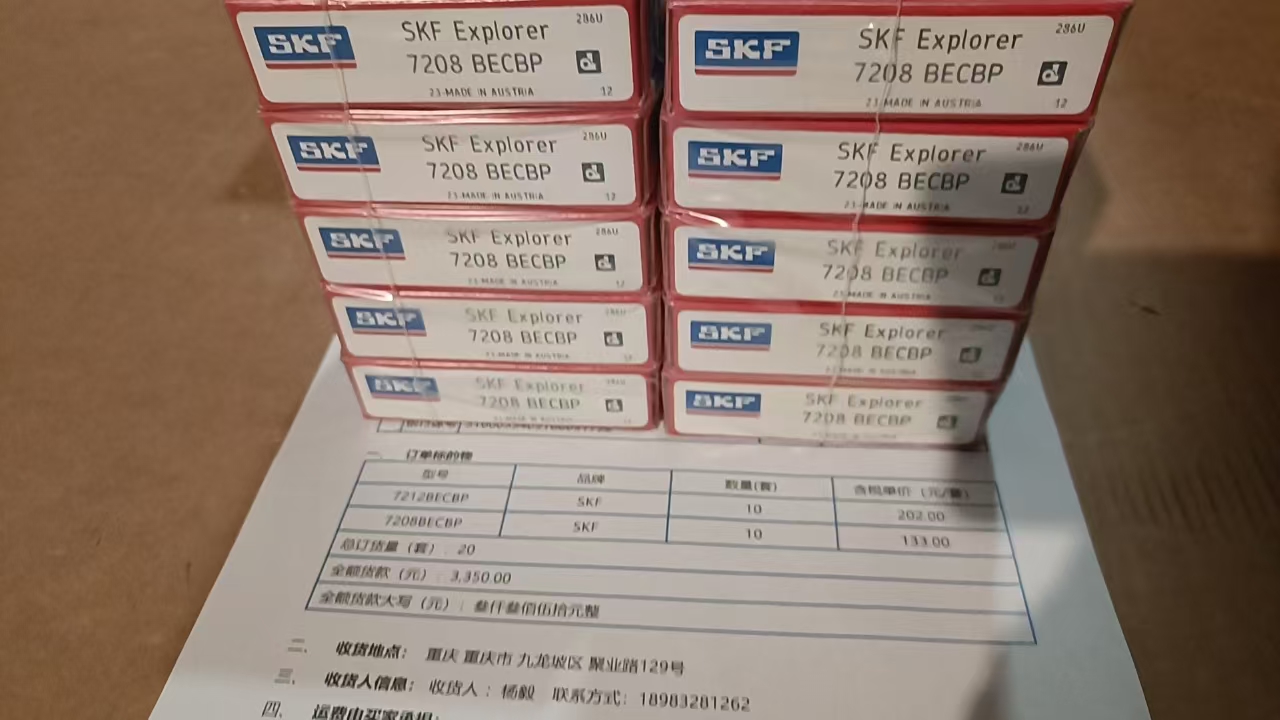 286U
SKF SKF Explorer
7208 BECBP
23-MADE IN AUSTRIA 12
286U
SKF SKF Explorer
7208 BECBP
23-MADE IN AUSTRIA 12
286U
SKF SKF Explorer
7208 BECBP
23-MADE IN AUSTRIA 12
286U
SKF SKF Explorer
7208 BECBP
23-MADE IN AUSTRIA 12
286U
SKF SKF Explorer
7208 BECBP
23-MADE IN AUSTRIA 12
286U
SKF SKF Explorer
7208 BECBP
23-MADE IN AUSTRIA 12
SKF SKF Explorer
7208 BECBP
23-MADE IN AUSTRIA
SKF SKF Explorer
7208 BECBP
23-MADE IN AUSTRIA
SKF SKF Explorer
7208 BECBP
SKF SKF Explorer
7208 BECBP
一、 订单标的物
型号 品牌 数量(套) 含税单价（元/套）
7212BECBP SKF 10 202.00
7208BECBP SKF 10 133.00
总订货量（套） 20
全额货款（元） 3,350.00
全额货款大写（元）： 叁仟叁佰伍拾元整
二、 收货地点： 重庆 重庆市 九龙坡区 聚业路129号
三、 收货人信息： 收货人：杨毅 联系方式：18983281262
四、 运费由买家承担：